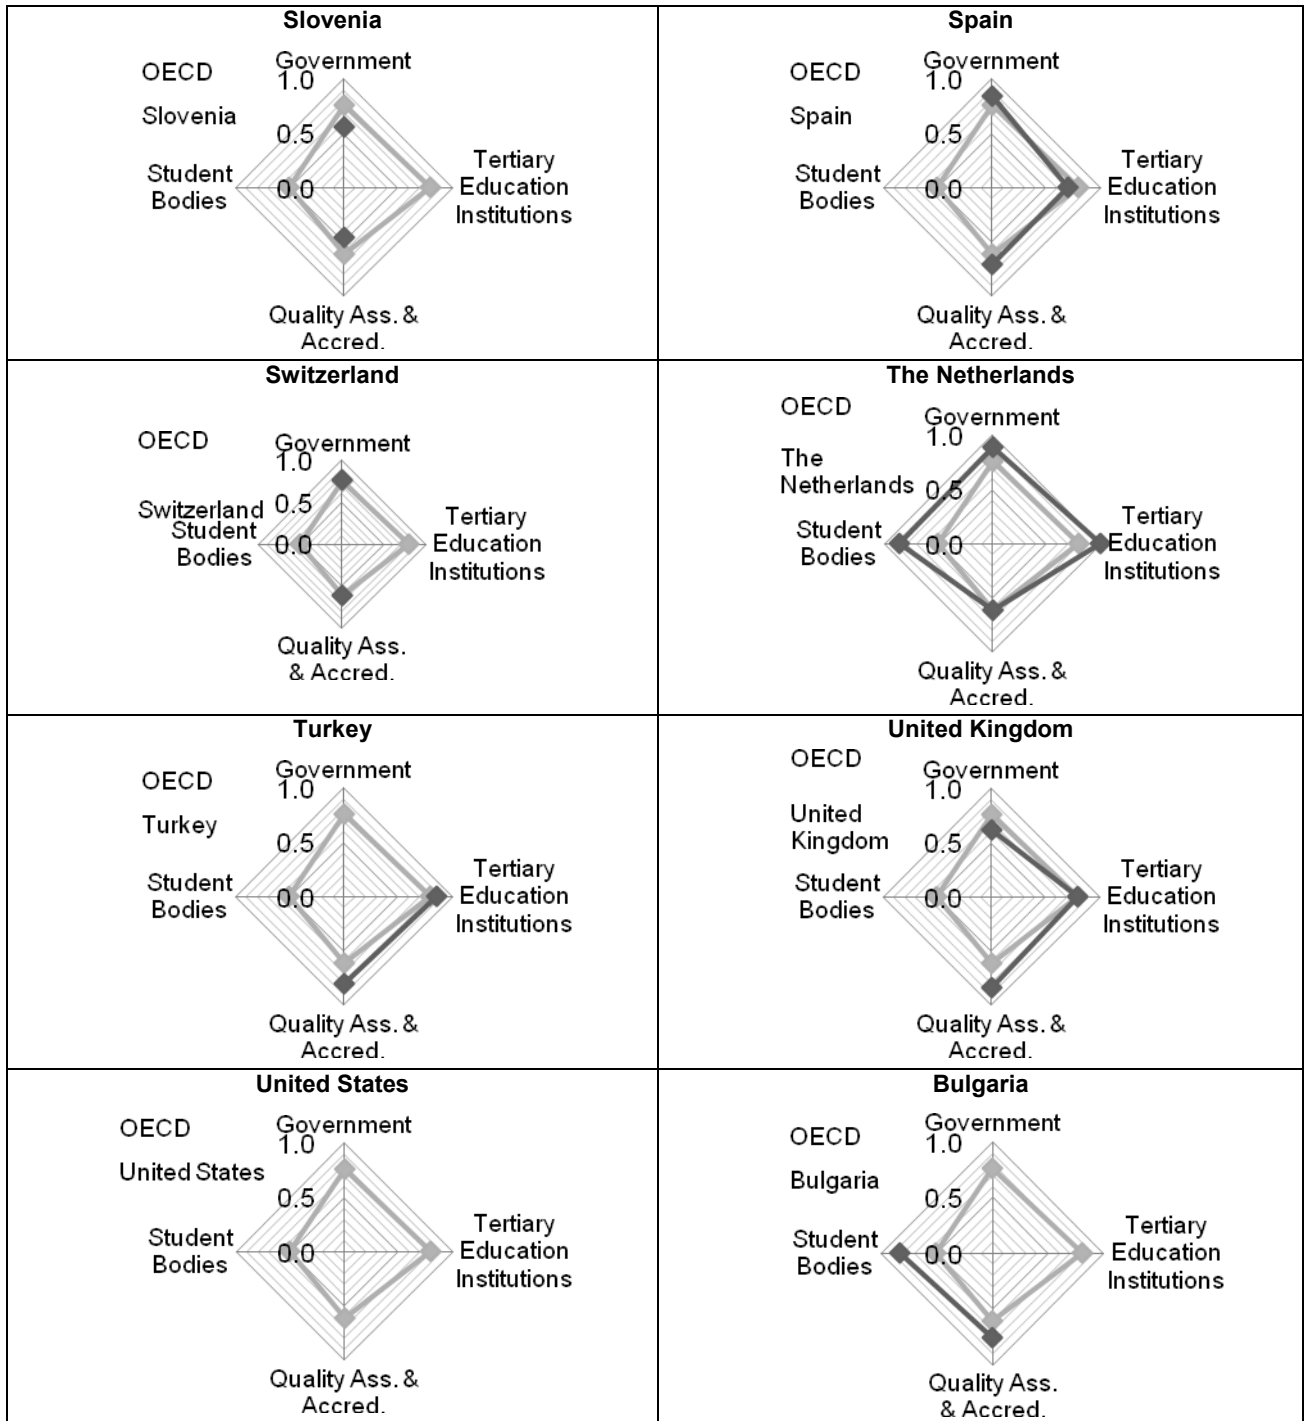 Slovenia
OECD
Government
1.0
Slovenia
0.5
Student
Bodies
0.0
Tertiary
Education
Institutions
Quality Ass. &
Accred.
Spain
OECD
Government
1.0
Spain
0.5
Student
Bodies
0.0
Tertiary
Education
Institutions
Quality Ass. &
Accred.
Switzerland
OECD
Government
1.0
Switzerland
0.5
Student
Bodies
0.0
Tertiary
Education
Institutions
Quality Ass.
& Accred.
The Netherlands
OECD
Government
1.0
The
Netherlands
0.5
Student
Bodies
0.0
Tertiary
Education
Institutions
Quality Ass. &
Accred.
Turkey
OECD
Government
1.0
Turkey
0.5
Student
Bodies
0.0
Tertiary
Education
Institutions
Quality Ass. &
Accred.
United Kingdom
OECD
Government
1.0
United
Kingdom
0.5
Student
Bodies
0.0
Tertiary
Education
Institutions
Quality Ass. &
Accred.
United States
OECD
Government
1.0
United States
0.5
Student
Bodies
0.0
Tertiary
Education
Institutions
Quality Ass. &
Accred.
Bulgaria
OECD
Government
1.0
Bulgaria
0.5
Student
Bodies
0.0
Tertiary
Education
Institutions
Quality Ass.
& Accred.